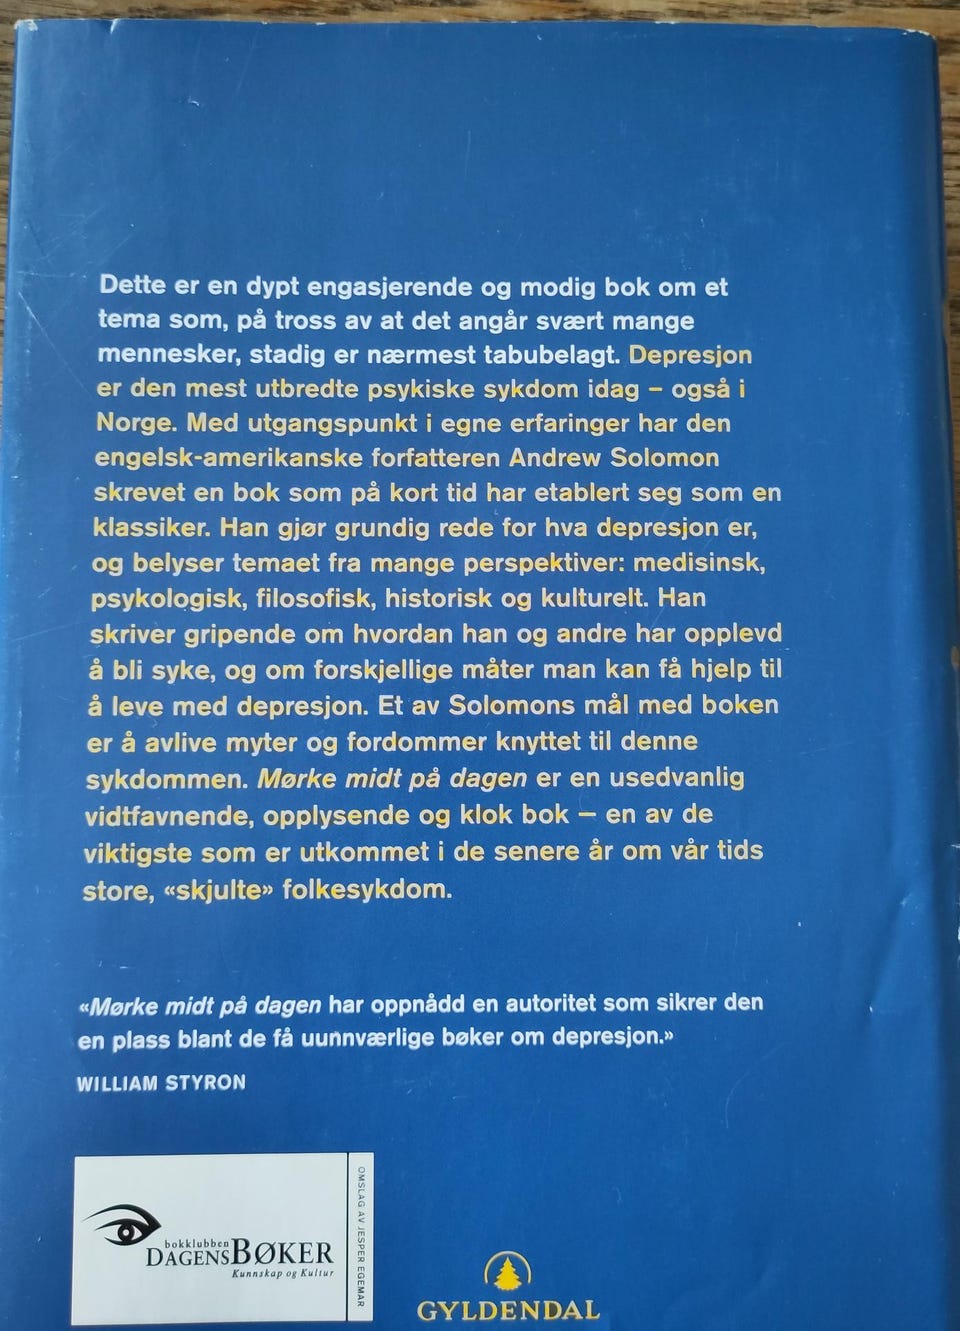 Dette er en dypt engasjerende og modig bok om et
tema som, på tross av at det angår svært mange
mennesker, stadig er nærmest tabubelagt. Depresjon
er den mest utbredte psykiske sykdom idag – også i
Norge. Med utgangspunkt i egne erfaringer har den
engelsk-amerikanske forfatteren Andrew Solomon
skrevet en bok som på kort tid har etablert seg som en
klassiker. Han gjør grundig rede for hva depresjon er,
og belyser temaet fra mange perspektiver: medisinsk,
psykologisk, filosofisk, historisk og kulturelt. Han
skriver gripende om hvordan han og andre har opplevd
å bli syke, og om forskjellige måter man kan få hjelp til
å leve med depresjon. Et av Solomons mål med boken
er å avlive myter og fordommer knyttet til denne
sykdommen. Mørke midt på dagen er en usedvanlig
vidtfavnende, opplysende og klok bok – en av de
viktigste som er utkommet i de senere år om vår tids
store, «skjulte» folkesykdom.
«Mørke midt på dagen har oppnådd en autoritet som sikrer den
en plass blant de få uunnværlige bøker om depresjon.»
WILLIAM STYRON
bokklubben
DAGENSBØKER
Kunnskap og Kultur
OMSLAG AV JESPER EGEMAR
GYLDENDAL